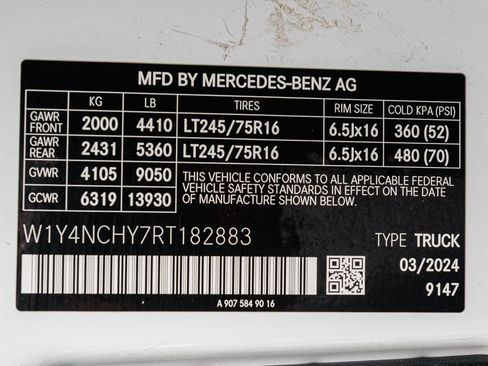 MFD BY MERCEDES-BENZ AG
KG LB TIRES RIM SIZE COLD KPA (PSI)
GAWR FRONT 2000 4410 LT245/75R16 6.5Jx16 360 (52)
GAWR REAR 2431 5360 LT245/75R16 6.5Jx16 480 (70)
GVWR 4105 9050
GCWR 6319 13930
THIS VEHICLE CONFORMS TO ALL APPLICABLE FEDERAL
VEHICLE SAFETY STANDARDS IN EFFECT ON THE DATE
OF MANUFACTURE SHOWN ABOVE.
W1Y4NCHY7RT182883 TYPE TRUCK
03/2024
9147
A 907 584 90 16